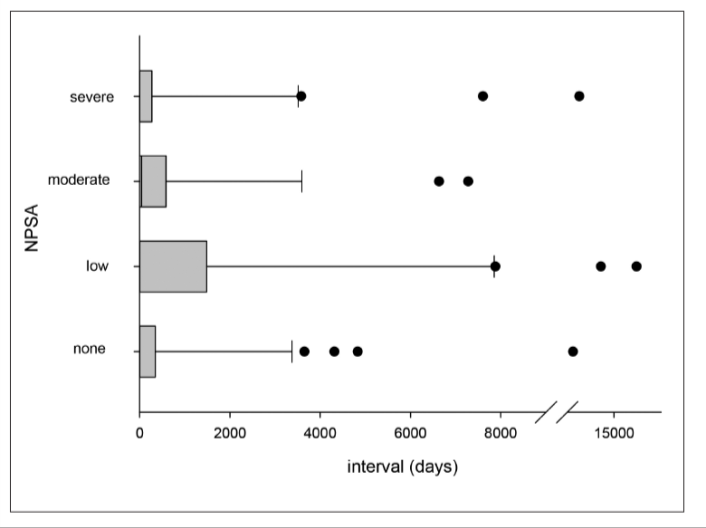 severe
moderate
NPSA
low
none
0 2000 4000 6000 8000 15000
interval (days)